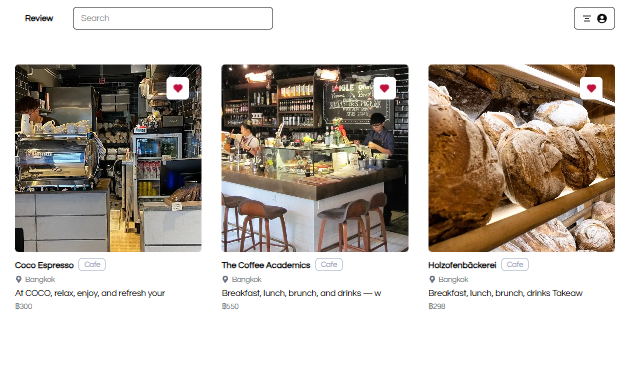 Review
Search
Coco Espresso
Cafe
Bangkok
At COCO, relax, enjoy, and refresh your
฿300
The Coffee Academics
Cafe
Bangkok
Breakfast, lunch, brunch, and drinks — w
฿550
Holzofenbäckerei
Cafe
Bangkok
Breakfast, lunch, brunch, drinks Takeaw
฿298